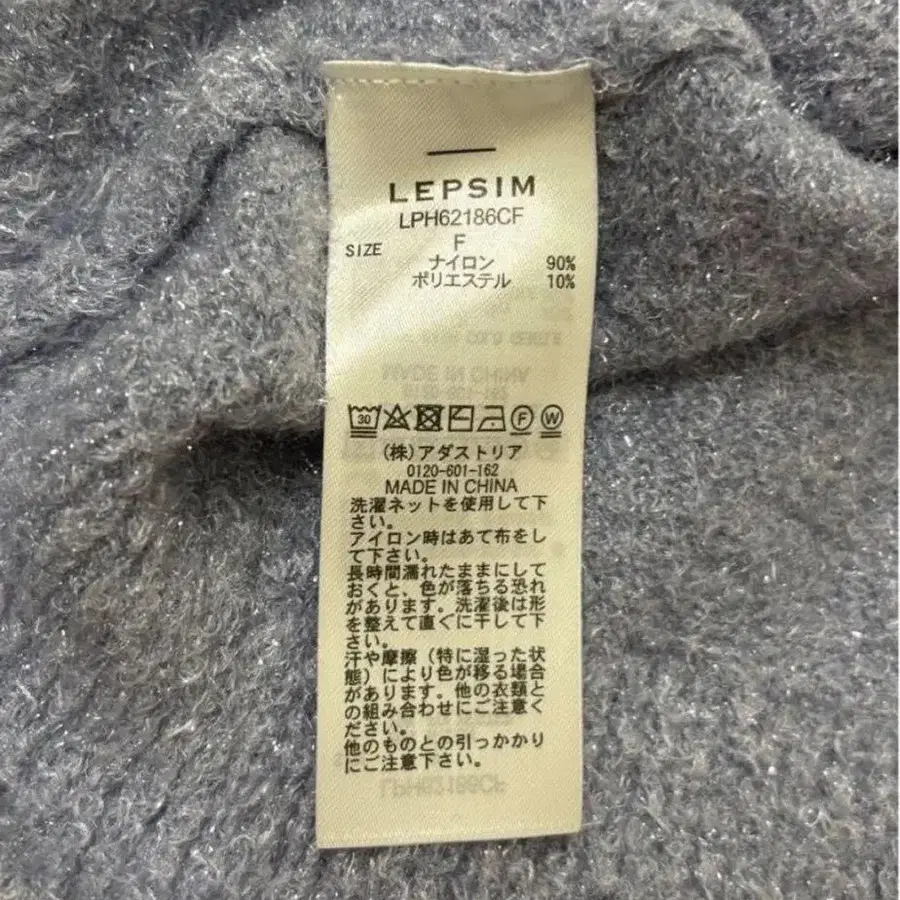 LEPSIM
LPH62186CF
SIZE F
ナイロン 90%
ポリエステル 10%
30 F W
(株)アダストリア
0120-601-162
MADE IN CHINA
洗濯ネットを使用して下
さい。
アイロン時はあて布をし
て下さい。
長時間濡れたままにして
おくと、色が落ちる恐れ
があります。洗濯後は形
を整えて直ぐに干して下
さい。
汗や摩擦（特に湿った状
態）により色が移る場合
があります。他の衣類と
の組み合わせにご注意く
ださい。
他のものとの引っかかり
にご注意下さい。
MADE IN CHINA
LPH62186CF